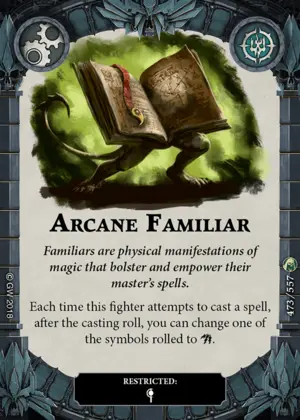 ARCANE FAMILIAR
Familiars are physical manifestations of
magic that bolster and empower their
master's spells.
Each time this fighter attempts to cast a spell,
after the casting roll, you can change one of
the symbols rolled to .
RESTRICTED:
© GW 2018
473/557